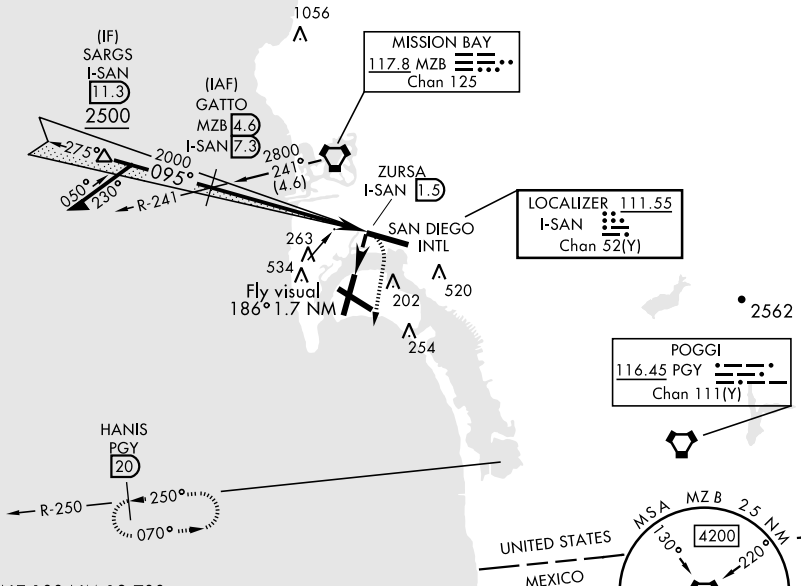 1056
(IF)
SARGS
I-SAN
11.3
2500
(IAF)
GATTO
MZB 4.6
I-SAN 7.3
MISSION BAY
117.8 MZB
Chan 125
275°
2000
095°
2800
241°
(4.6)
050°
230°
R-241
ZURSA
I-SAN 1.5
SAN DIEGO
INTL
LOCALIZER 111.55
I-SAN
Chan 52(Y)
263
534
Fly visual
186° 1.7 NM
202
520
254
2562
POGGI
116.45 PGY
Chan 111(Y)
HANIS
PGY
20
R-250
250°
070°
UNITED STATES
MEXICO
MSA MZB 25 NM
4200
130°
220°